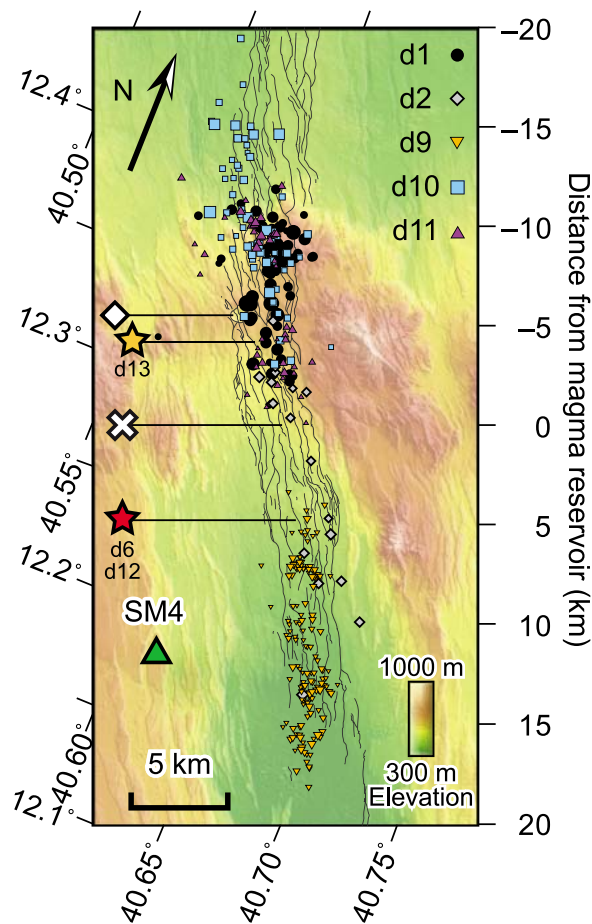 12.4°
40.50°
12.3°
40.55°
12.2°
40.60°
12.1°
40.65°
40.70°
40.75°
N
d1
d2
d9
d10
d11
d13
d6
d12
SM4
5 km
1000 m
300 m
Elevation
−20
−15
−10
−5
0
5
10
15
20
Distance from magma reservoir (km)